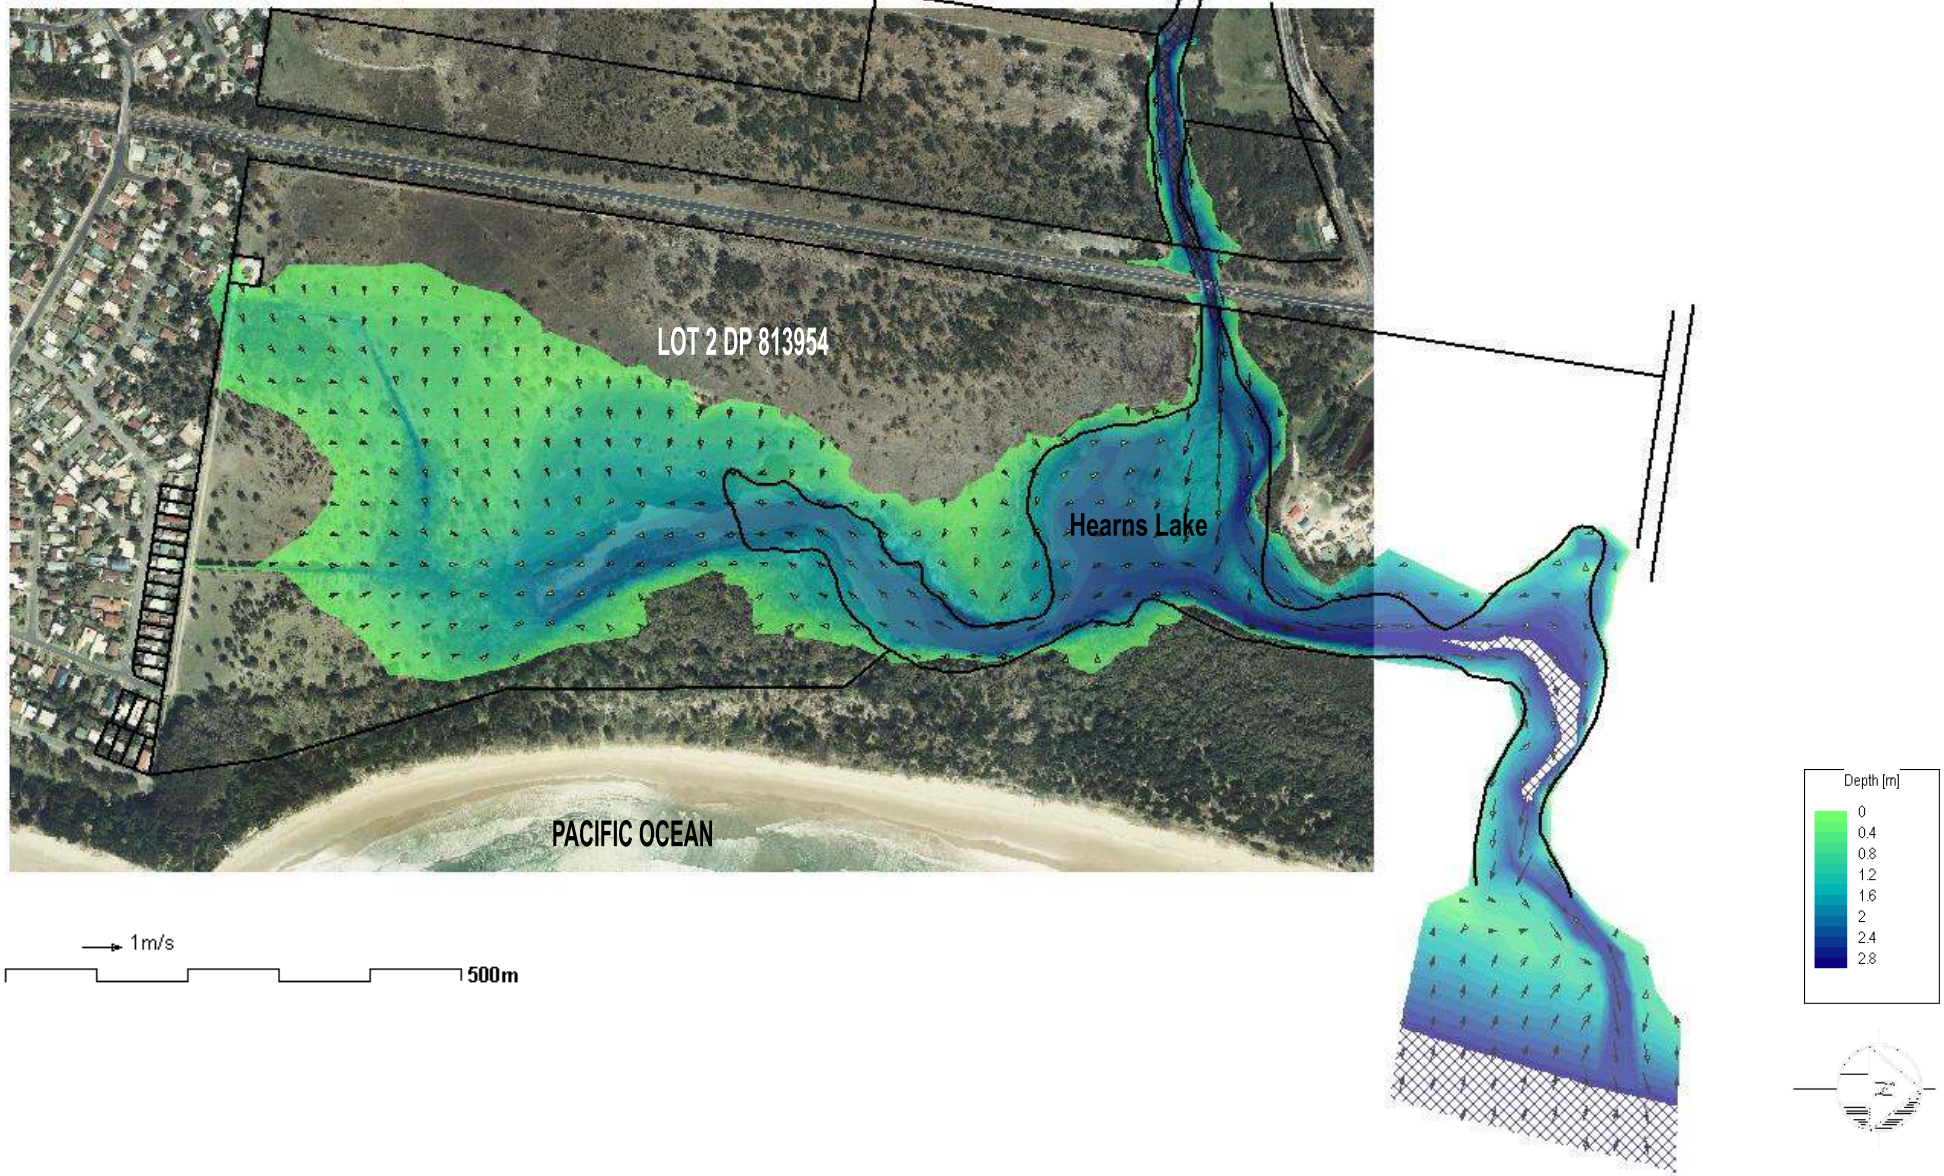 LOT 2 DP 813954
Hearns Lake
PACIFIC OCEAN
1m/s
500m
Depth [m]
0
0.4
0.8
1.2
1.6
2
2.4
2.8
N